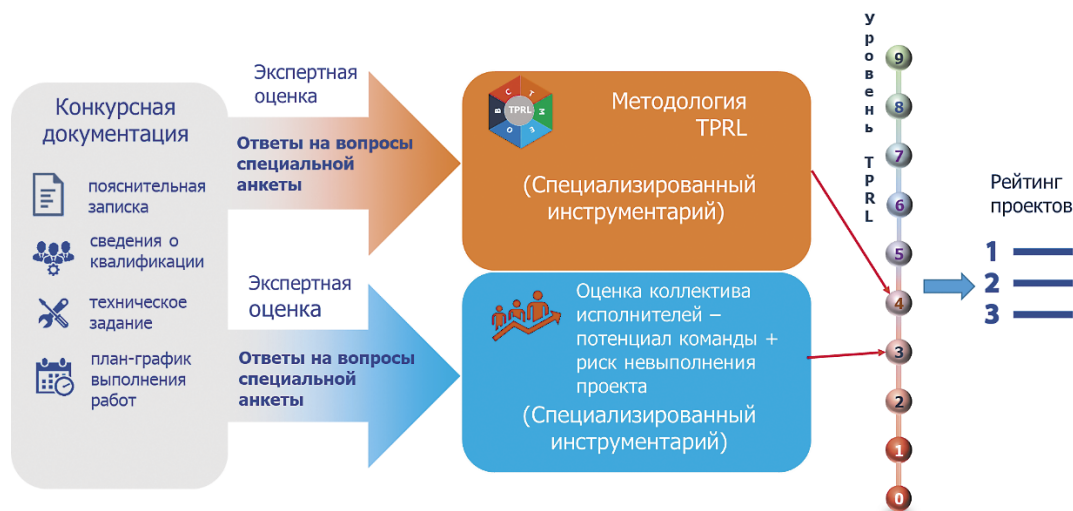 Конкурсная
документация
пояснительная
записка
сведения о
квалификации
техническое
задание
план-график
выполнения
работ
Экспертная
оценка
Ответы на вопросы
специальной
анкеты
Экспертная
оценка
Ответы на вопросы
специальной
анкеты
TPRL
С
Т
М
Е
О
В
Методология
TPRL
(Специализированный
инструментарий)
Оценка коллектива
исполнителей –
потенциал команды +
риск невыполнения
проекта
(Специализированный
инструментарий)
Уровень TPRL
9
8
7
6
5
4
3
2
1
0
Рейтинг
проектов
1
2
3